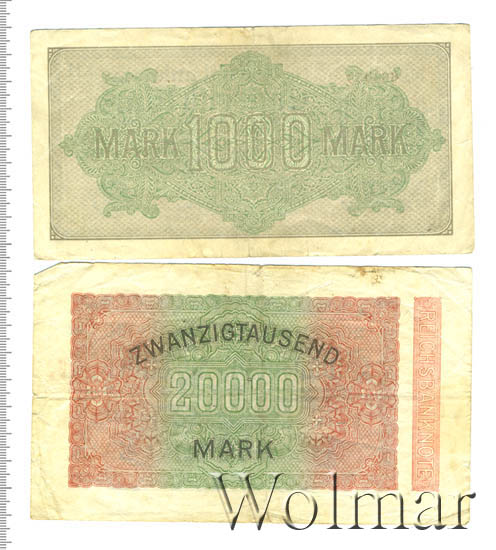 MARK 1000 MARK
ZWANZIGTAUSEND
20000
MARK
REICHSBANKNOTE
Wolmar